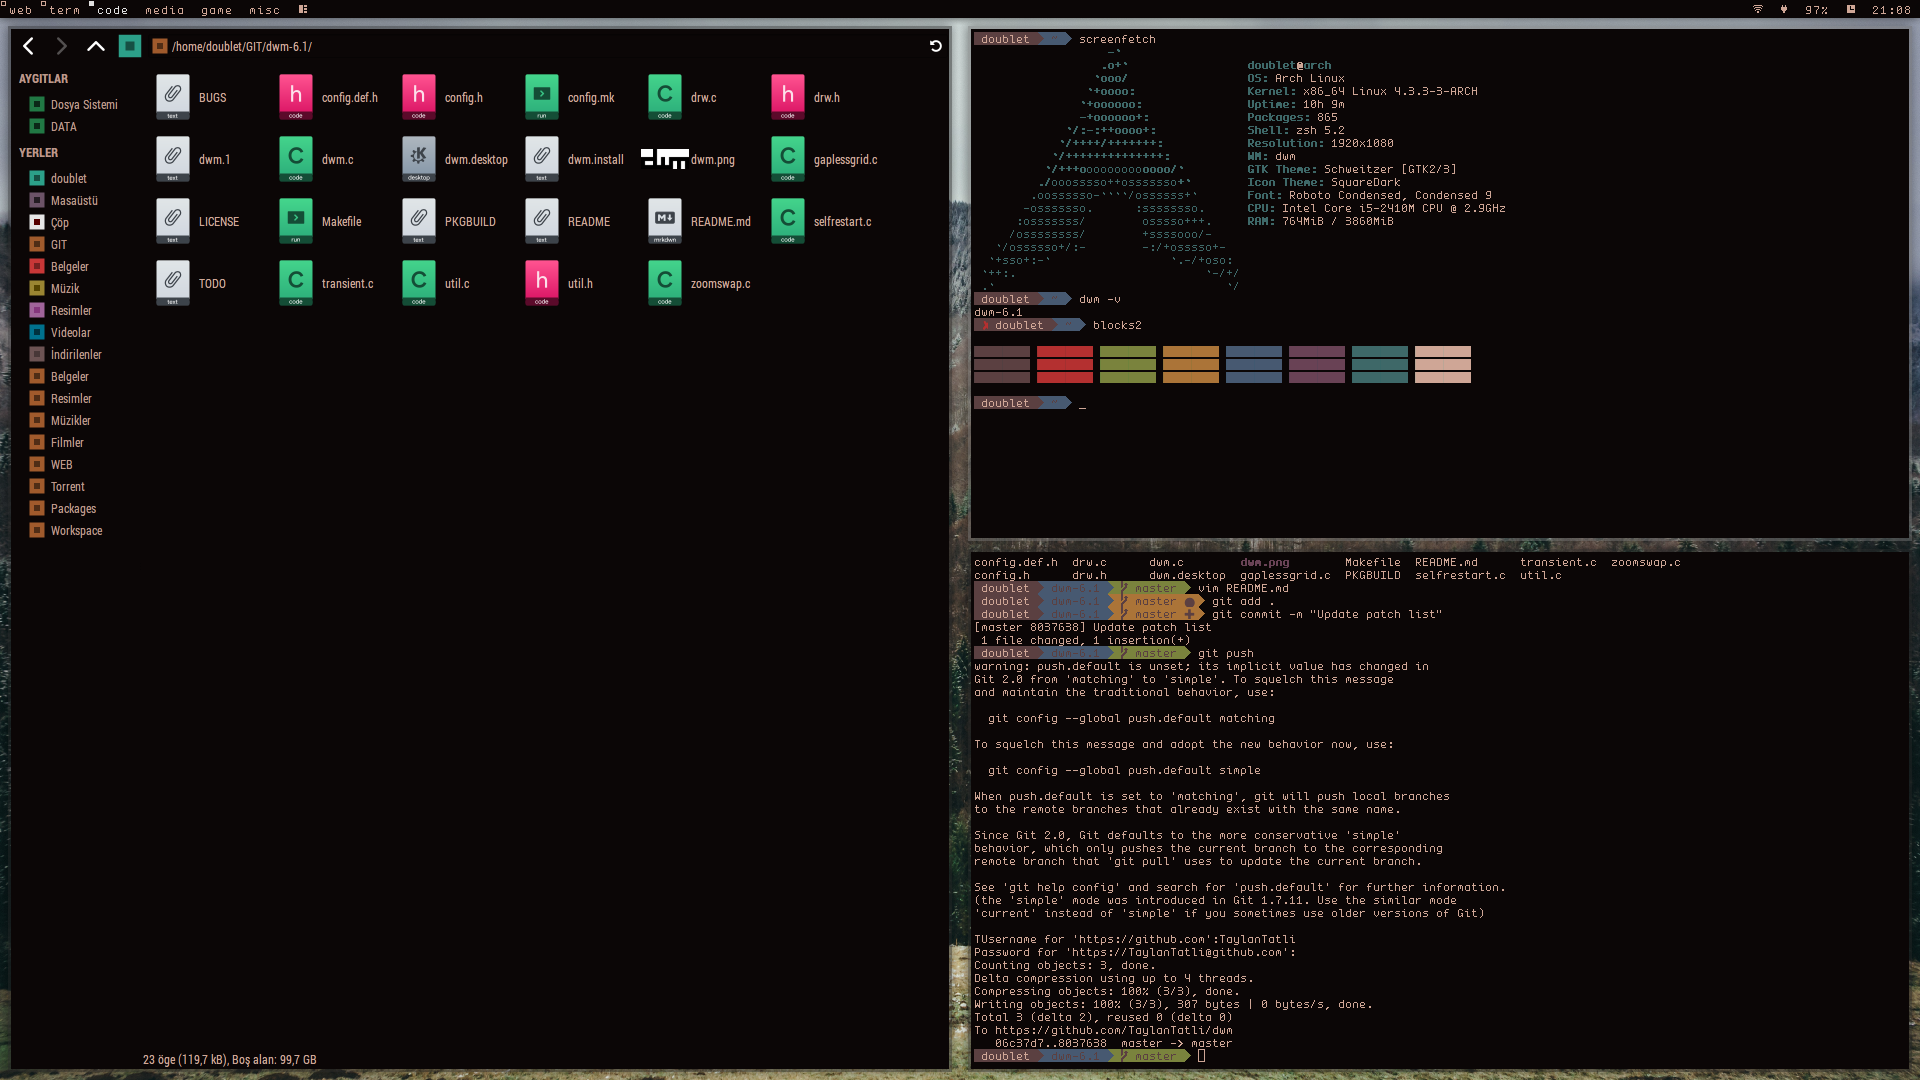 web term code media game misc
97% 21:08
/home/doublet/GIT/dwm-6.1/
AYGITLAR
Dosya Sistemi
DATA
YERLER
doublet
Masaüstü
Çöp
GIT
Belgeler
Müzik
Resimler
Videolar
İndirilenler
Belgeler
Resimler
Müzikler
Filmler
WEB
Torrent
Packages
Workspace
BUGS config.def.h config.h config.mk drw.c drw.h
dwm.1 dwm.c dwm.desktop dwm.install dwm.png gaplessgrid.c
LICENSE Makefile PKGBUILD README README.md selfrestart.c
TODO transient.c util.c util.h zoomswap.c
23 öge (119,7 kB), Boş alan: 99,7 GB
doublet ~ screenfetch
doublet@arch
OS: Arch Linux
Kernel: x86_64 Linux 4.3.3-3-ARCH
Uptime: 10h 9m
Packages: 865
Shell: zsh 5.2
Resolution: 1920x1080
WM: dwm
GTK Theme: Schweitzer [GTK2/3]
Icon Theme: SquareDark
Font: Roboto Condensed, Condensed 9
CPU: Intel Core i5-2410M CPU @ 2.9GHz
RAM: 764MiB / 3860MiB
doublet ~ dwm -v
dwm-6.1
doublet ~ blocks2
doublet ~ _
config.def.h drw.c dwm.c dwm.png Makefile README.md transient.c zoomswap.c
config.h drw.h dwm.desktop gaplessgrid.c PKGBUILD selfrestart.c util.c
doublet dwm-6.1 master vim README.md
doublet dwm-6.1 master git add .
doublet dwm-6.1 master git commit -m "Update patch list"
[master 8037638] Update patch list
1 file changed, 1 insertion(+)
doublet dwm-6.1 master git push
warning: push.default is unset; its implicit value has changed in
Git 2.0 from 'matching' to 'simple'. To squelch this message
and maintain the traditional behavior, use:
git config --global push.default matching
To squelch this message and adopt the new behavior now, use:
git config --global push.default simple
When push.default is set to 'matching', git will push local branches
to the remote branches that already exist with the same name.
Since Git 2.0, Git defaults to the more conservative 'simple'
behavior, which only pushes the current branch to the corresponding
remote branch that 'git pull' uses to update the current branch.
See 'git help config' and search for 'push.default' for further information.
(the 'simple' mode was introduced in Git 1.7.11. Use the similar mode
'current' instead of 'simple' if you sometimes use older versions of Git)
TUsername for 'https://github.com':TaylanTatli
Password for 'https://TaylanTatli@github.com':
Counting objects: 3, done.
Delta compression using up to 4 threads.
Compressing objects: 100% (3/3), done.
Writing objects: 100% (3/3), 307 bytes | 0 bytes/s, done.
Total 3 (delta 2), reused 0 (delta 0)
To https://github.com/TaylanTatli/dwm
06c37d7..8037638 master -> master
doublet dwm-6.1 master